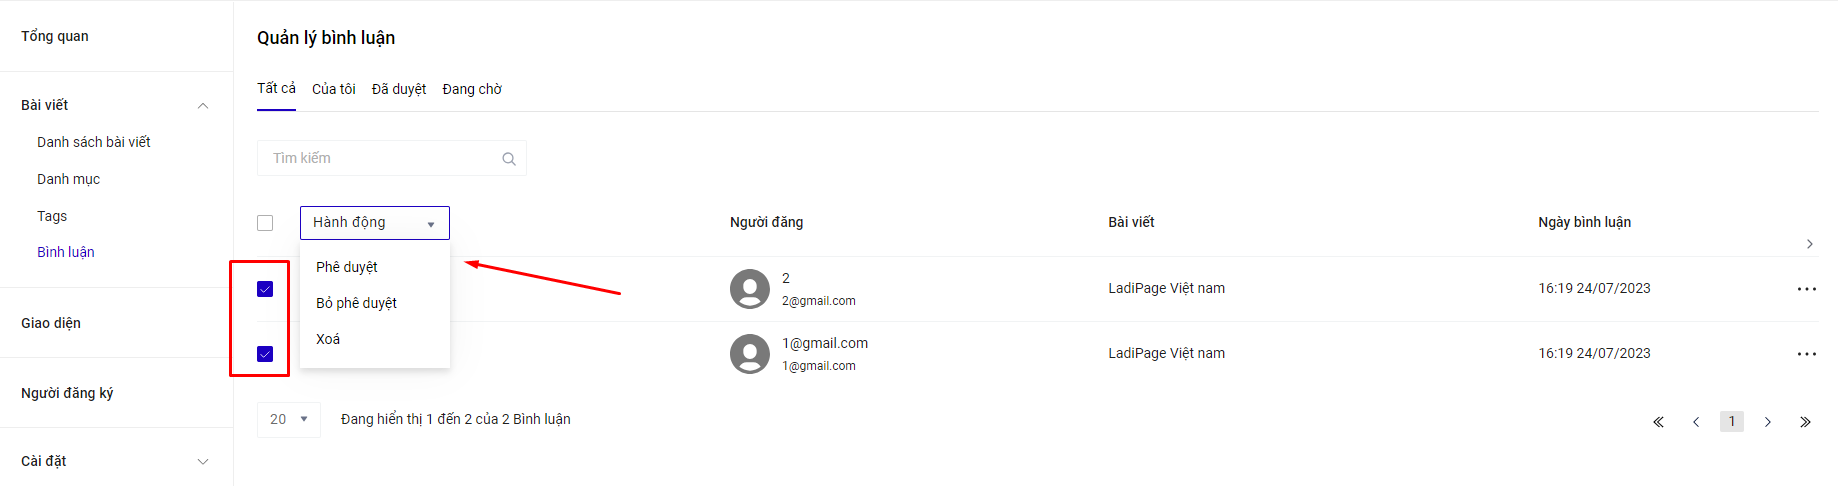 Tổng quan
Bài viết
Danh sách bài viết
Danh mục
Tags
Bình luận
Giao diện
Người đăng ký
Cài đặt
Quản lý bình luận
Tất cả Của tôi Đã duyệt Đang chờ
Tìm kiếm
Hành động Người đăng Bài viết Ngày bình luận
Phê duyệt
Bỏ phê duyệt
Xoá
2 LadiPage Việt nam 16:19 24/07/2023
2@gmail.com
1@gmail.com LadiPage Việt nam 16:19 24/07/2023
1@gmail.com
20 Đang hiển thị 1 đến 2 của 2 Bình luận 1